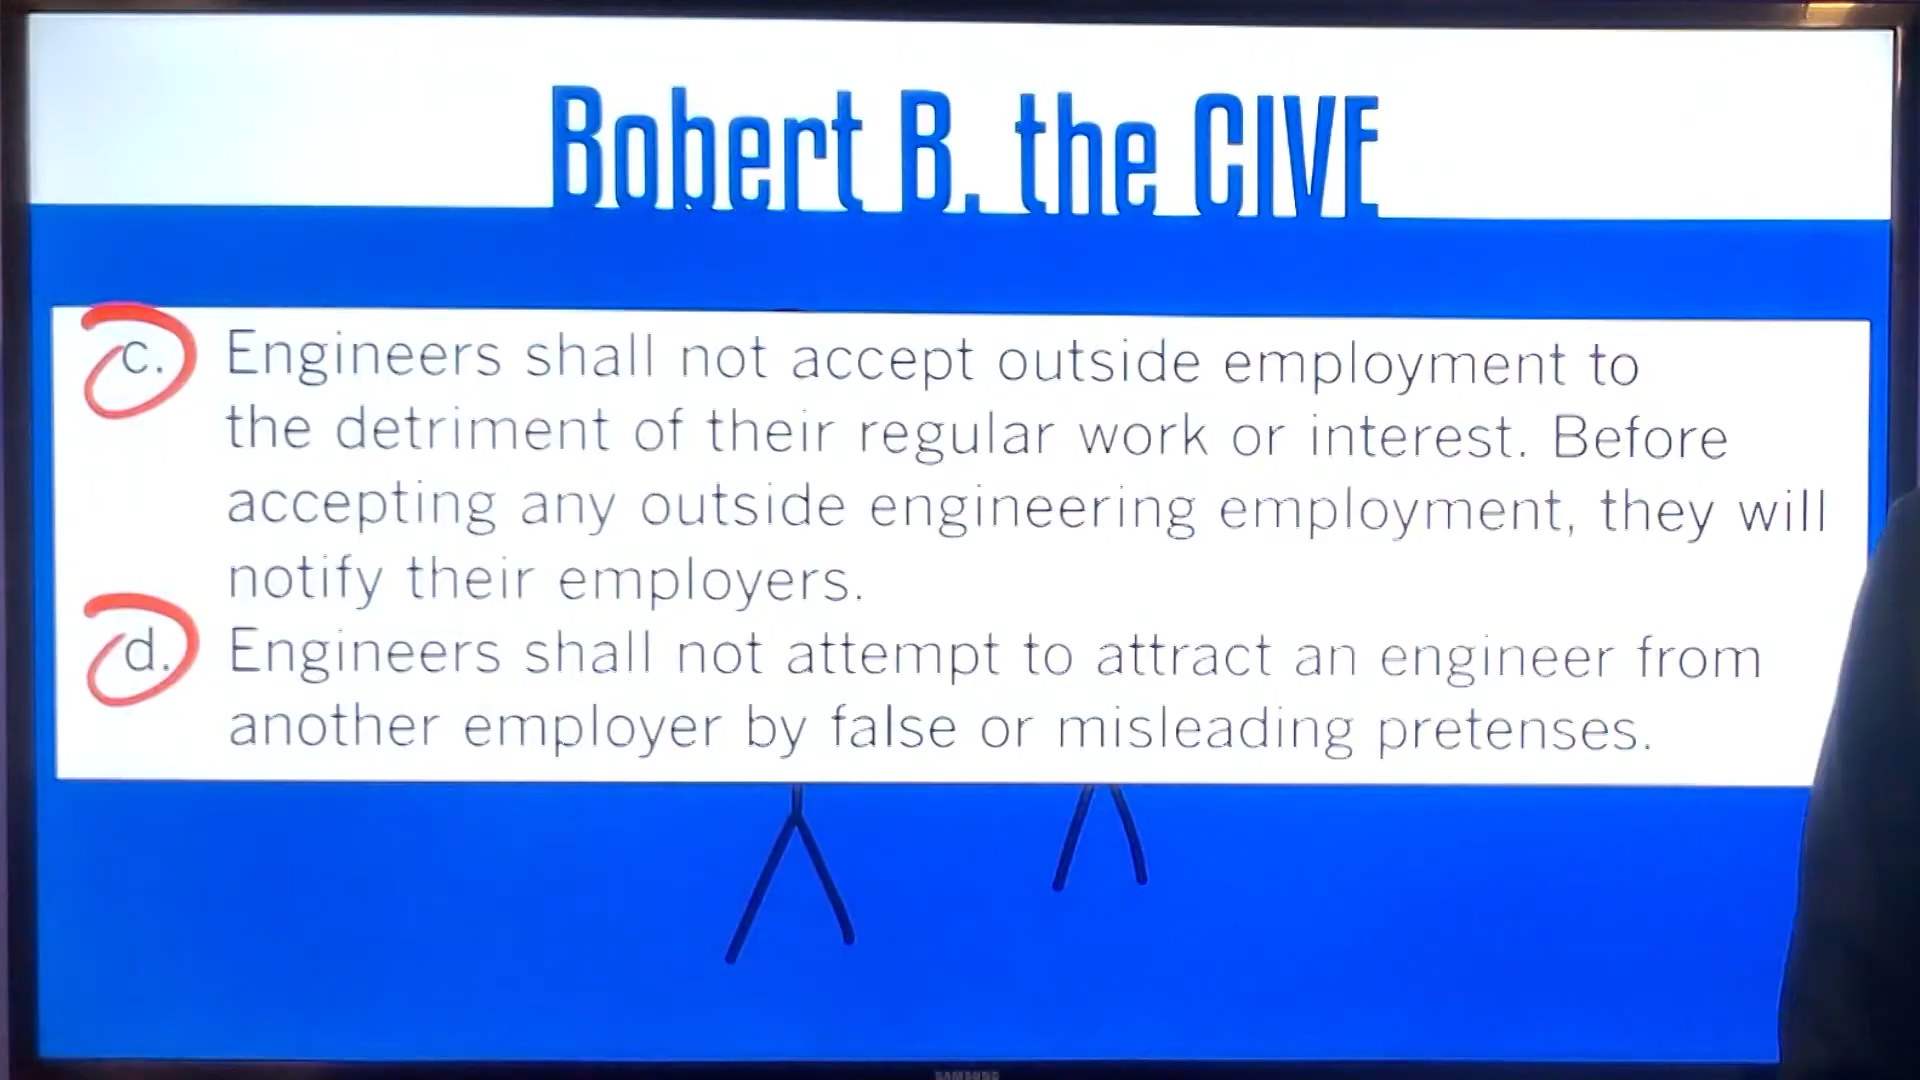 Robert B. the CIVE
c. Engineers shall not accept outside employment to
the detriment of their regular work or interest. Before
accepting any outside engineering employment, they will
notify their employers.
d. Engineers shall not attempt to attract an engineer from
another employer by false or misleading pretenses.
SAMSUNG